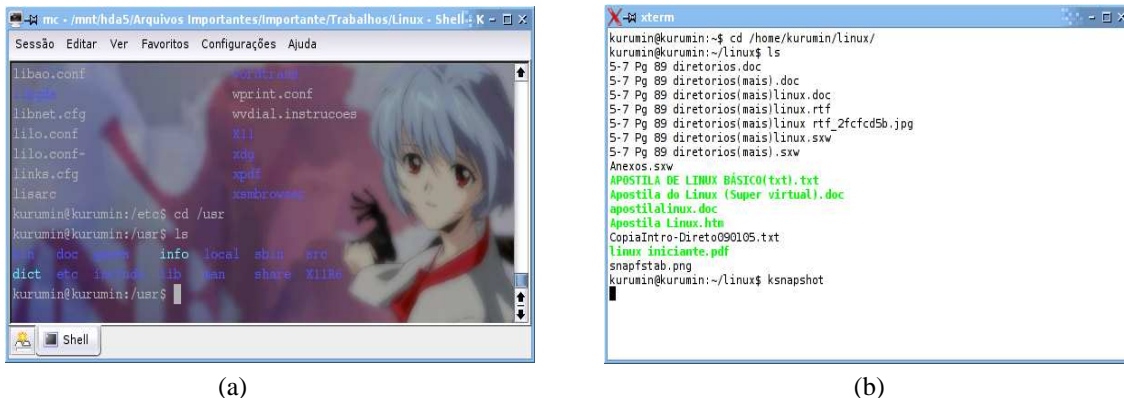 mc - /mnt/hda5/Arquivos Importantes/Importante/Trabalhos/Linux - Shell - K
Sessão Editar Ver Favoritos Configurações Ajuda
libao.conf
wprint.conf
libnet.cfg wvdial.instrucoes
lilo.conf X11
lilo.conf~ xdg
links.cfg xpdf
lisarc xsmbrowser
kurumin@kurumin:/etc$ cd /usr
kurumin@kurumin:/usr$ ls
bin doc games info local sbin src
dict etc include lib man share X11R6
kurumin@kurumin:/usr$
Shell
(a)
xterm
kurumin@kurumin:~$ cd /home/kurumin/linux/
kurumin@kurumin:~/linux$ ls
5-7 Pg 89 diretorios.doc
5-7 Pg 89 diretorios(mais).doc
5-7 Pg 89 diretorios(mais)linux.doc
5-7 Pg 89 diretorios(mais)linux.rtf
5-7 Pg 89 diretorios(mais)linux rtf_2fcfcd5b.jpg
5-7 Pg 89 diretorios(mais)linux.sxw
5-7 Pg 89 diretorios(mais).sxw
Anexos.sxw
APOSTILA DE LINUX BÁSICO(txt).txt
Apostila do Linux (Super virtual).doc
apostilalinux.doc
Apostila Linux.htm
CopiaIntro-Direto090105.txt
linux iniciante.pdf
snapfstab.png
kurumin@kurumin:~/linux$ ksnapshot
(b)